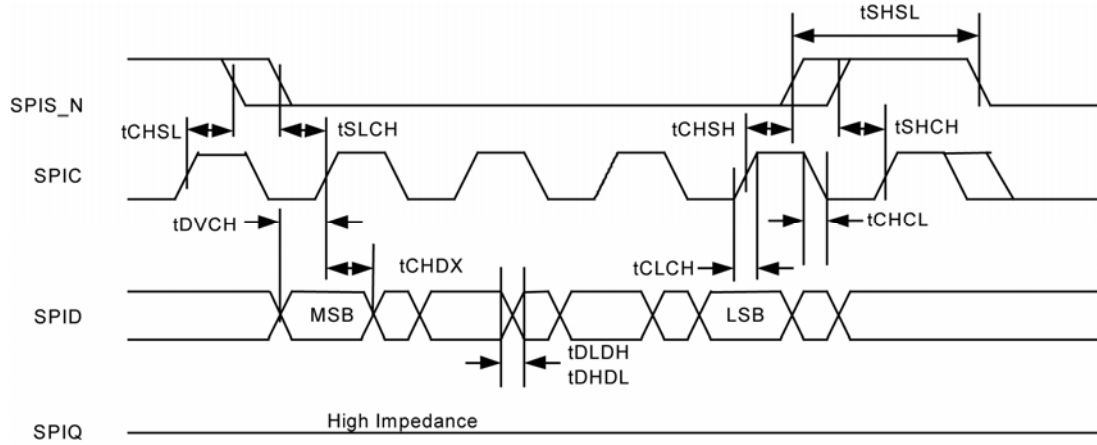 tSHSL
SPIS_N
tCHSL
tSLCH
tCHSH
tSHCH
SPIC
tDVCH
tCHCL
tCHDX
tCLCH
SPID
MSB
LSB
tDLDH
tDHDL
High Impedance
SPIQ